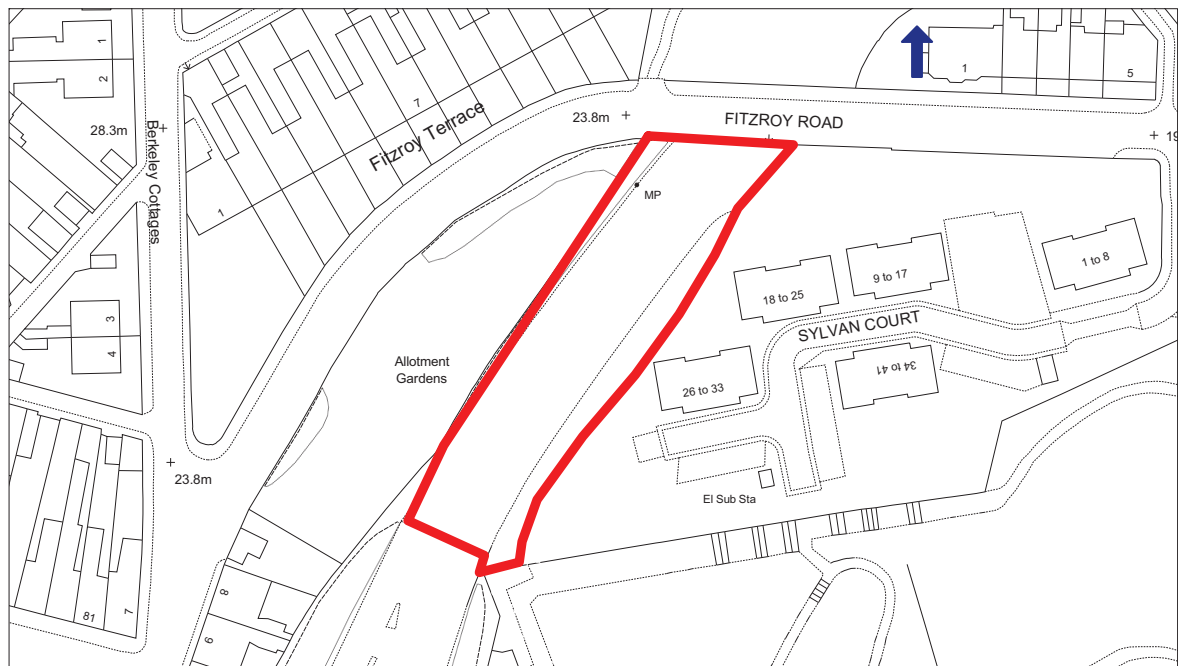 1
2
28.3m
Berkeley Cottages
7
Fitzroy Terrace
1
23.8m
FITZROY ROAD
1
5
19
MP
18 to 25
9 to 17
1 to 8
SYLVAN COURT
3
4
Allotment
Gardens
26 to 33
34 to 41
23.8m
El Sub Sta
8
6
81
7